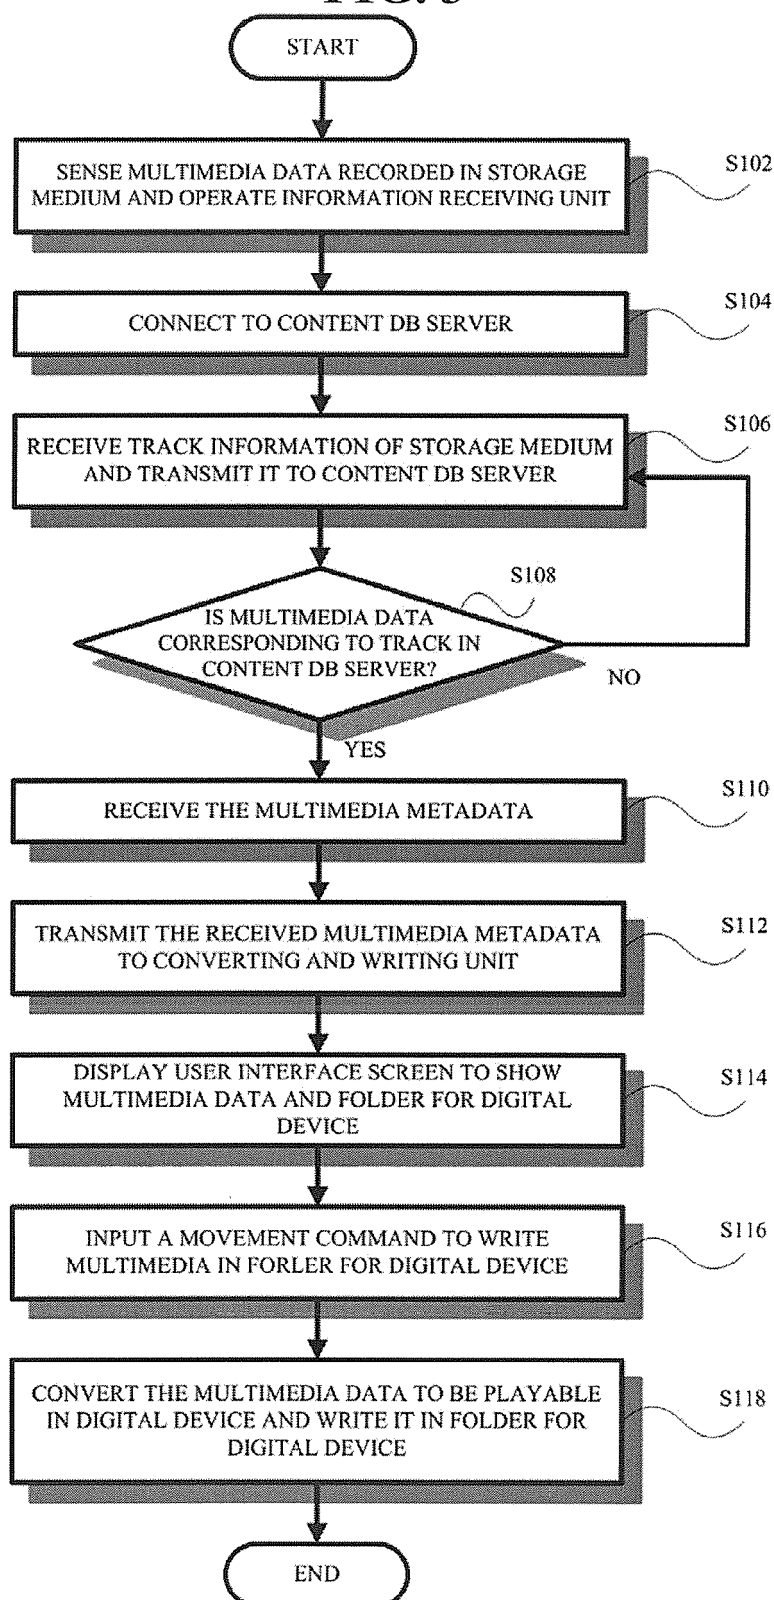 START
SENSE MULTIMEDIA DATA RECORDED IN STORAGE
MEDIUM AND OPERATE INFORMATION RECEIVING UNIT
S102
CONNECT TO CONTENT DB SERVER
S104
RECEIVE TRACK INFORMATION OF STORAGE MEDIUM
AND TRANSMIT IT TO CONTENT DB SERVER
S106
IS MULTIMEDIA DATA
CORRESPONDING TO TRACK IN
CONTENT DB SERVER?
S108
NO
YES
RECEIVE THE MULTIMEDIA METADATA
S110
TRANSMIT THE RECEIVED MULTIMEDIA METADATA
TO CONVERTING AND WRITING UNIT
S112
DISPLAY USER INTERFACE SCREEN TO SHOW
MULTIMEDIA DATA AND FOLDER FOR DIGITAL
DEVICE
S114
INPUT A MOVEMENT COMMAND TO WRITE
MULTIMEDIA IN FORLER FOR DIGITAL DEVICE
S116
CONVERT THE MULTIMEDIA DATA TO BE PLAYABLE
IN DIGITAL DEVICE AND WRITE IT IN FOLDER FOR
DIGITAL DEVICE
S118
END